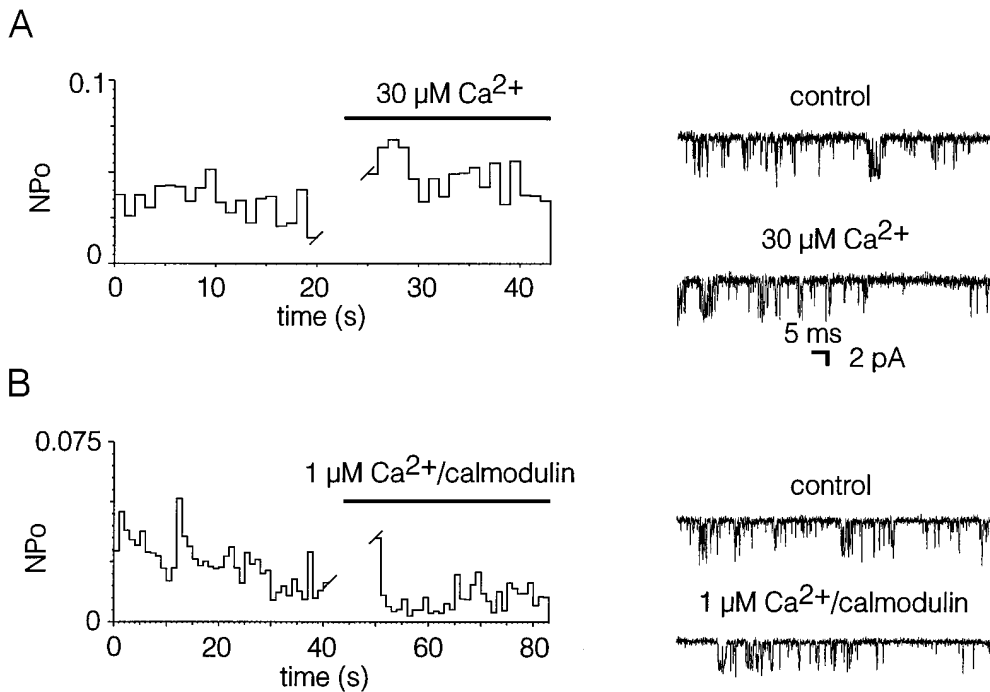 A
0.1
NPo
0
30 µM Ca2+
0 10 20 30 40
time (s)
control
30 µM Ca2+
5 ms
2 pA
B
0.075
NPo
0
1 µM Ca2+/calmodulin
0 20 40 60 80
time (s)
control
1 µM Ca2+/calmodulin